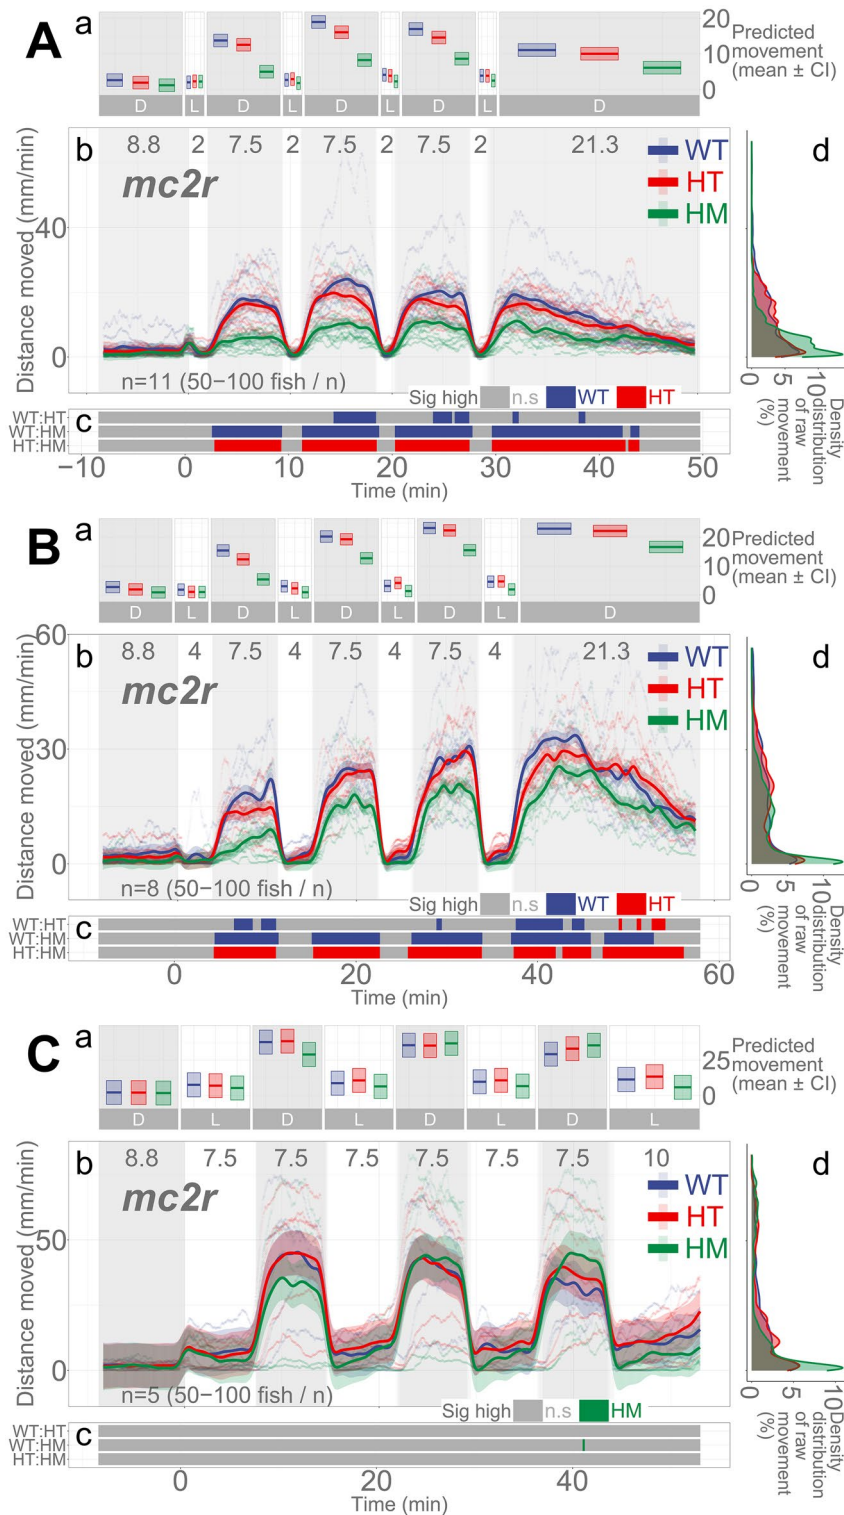 A
a
20
10
0
Predicted
movement
(mean ± CI)
D L D L D L D L D
b
8.8 2 7.5 2 7.5 2 7.5 2 21.3
mc2r
WT
HT
HM
d
Distance moved (mm/min)
40
0
n=11 (50−100 fish / n)
Sig high n.s WT HT
c
WT:HT
WT:HM
HT:HM
−10 0 10 20 30 40 50
Time (min)
0 5 10
Density
distribution
of raw
movement
(%)
B
a
20
10
0
Predicted
movement
(mean ± CI)
D L D L D L D L D
b
8.8 4 7.5 4 7.5 4 7.5 4 21.3
mc2r
WT
HT
HM
d
Distance moved (mm/min)
60
30
0
n=8 (50−100 fish / n)
Sig high n.s WT HT
c
WT:HT
WT:HM
HT:HM
0 20 40 60
Time (min)
0 5 10
Density
distribution
of raw
movement
(%)
C
a
25
0
Predicted
movement
(mean ± CI)
D L D L D L D L
b
8.8 7.5 7.5 7.5 7.5 7.5 7.5 10
mc2r
WT
HT
HM
d
Distance moved (mm/min)
50
0
n=5 (50−100 fish / n)
Sig high n.s HM
c
WT:HT
WT:HM
HT:HM
0 20 40
Time (min)
0 5 10
Density
distribution
of raw
movement
(%)